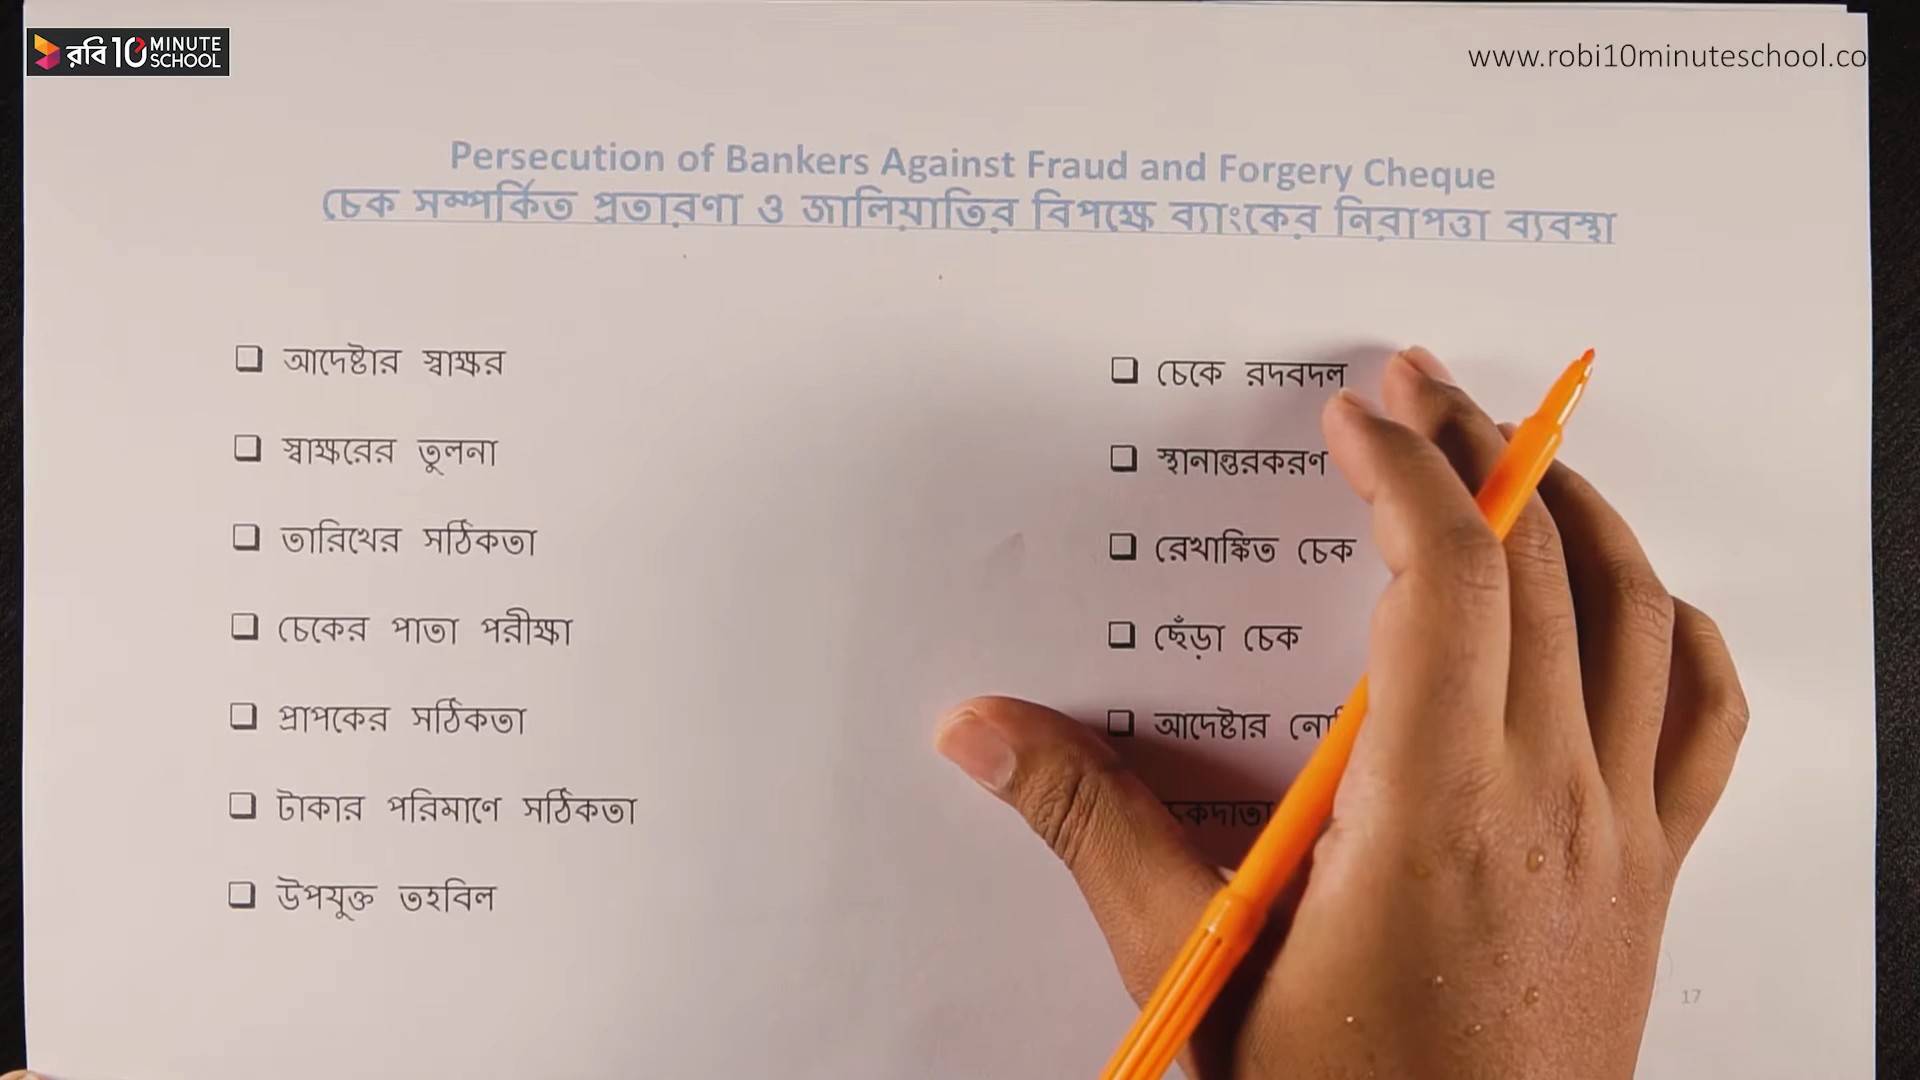 রবি 10 MINUTE SCHOOL
www.robi10minuteschool.co
Persecution of Bankers Against Fraud and Forgery Cheque
চেক সম্পর্কিত প্রতারণা ও জালিয়াতির বিপক্ষে ব্যাংকের নিরাপত্তা ব্যবস্থা
আদেষ্টার স্বাক্ষর
স্বাক্ষরের তুলনা
তারিখের সঠিকতা
চেকের পাতা পরীক্ষা
প্রাপকের সঠিকতা
টাকার পরিমাণে সঠিকতা
উপযুক্ত তহবিল
চেকে রদবদল
স্থানান্তরকরণ
রেখাঙ্কিত চেক
ছেঁড়া চেক
আদেষ্টার
17